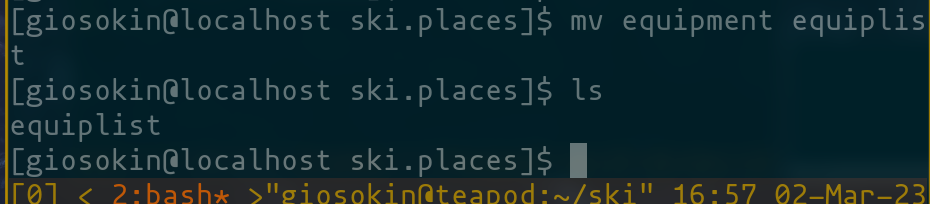 [giosokin@localhost ski.places]$ mv equipment equiplis
t
[giosokin@localhost ski.places]$ ls
equiplist
[giosokin@localhost ski.places]$
[0] < 2:bash* >"giosokin@teapod:~/ski" 16:57 02-Mar-23